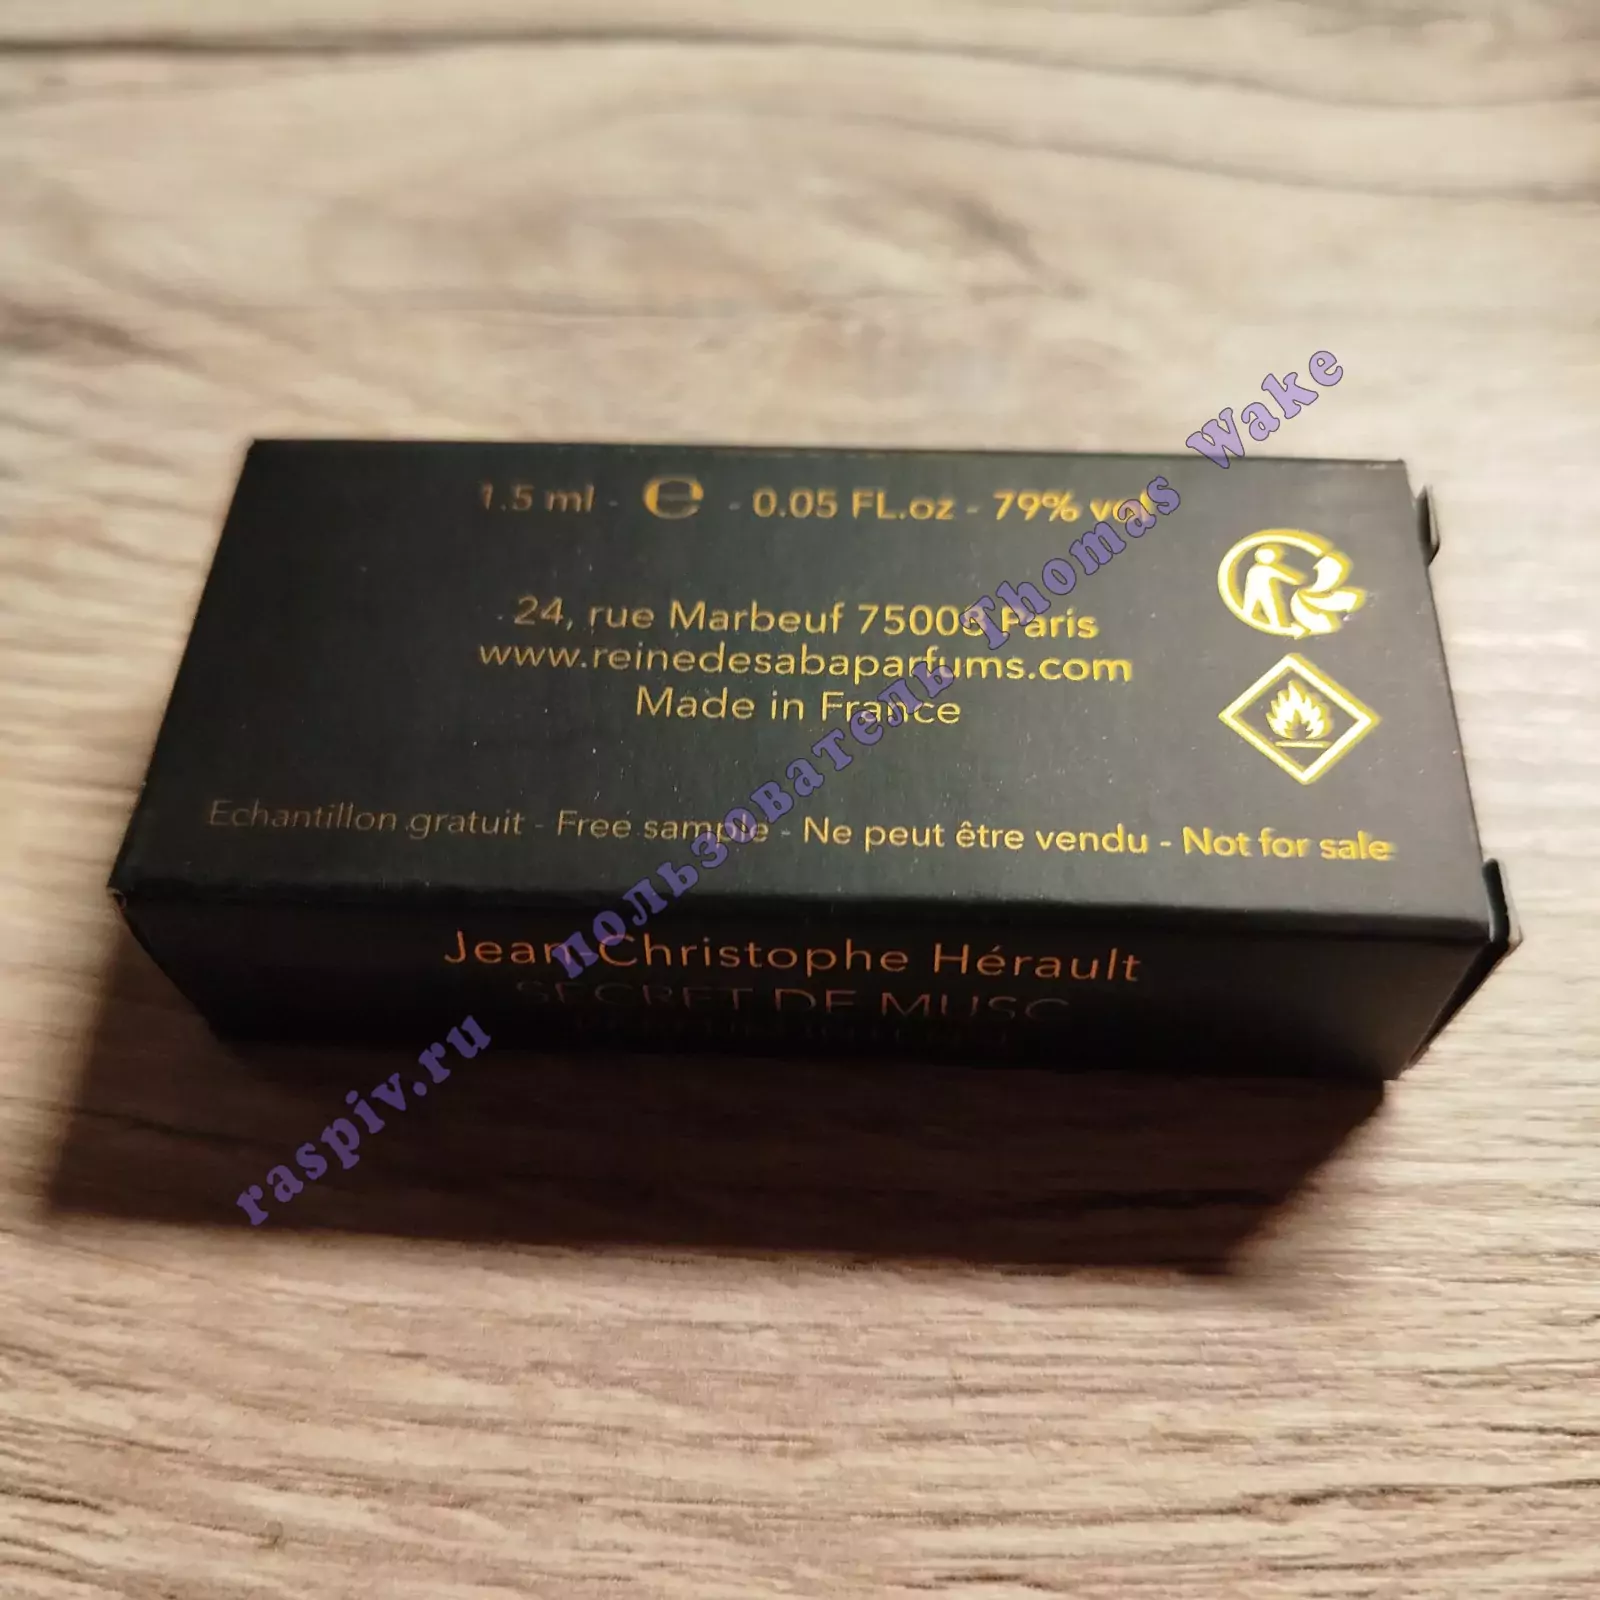 1.5 ml - e - 0.05 FL.oz - 79% vol
24, rue Marbeuf 75008 Paris
www.reinedesabaparfums.com
Made in France
Echantillon gratuit - Free sample - Ne peut être vendu - Not for sale
Jean-Christophe Hérault
SECRET DE MUSC
raspiv.ru пользователь Thomas Wake